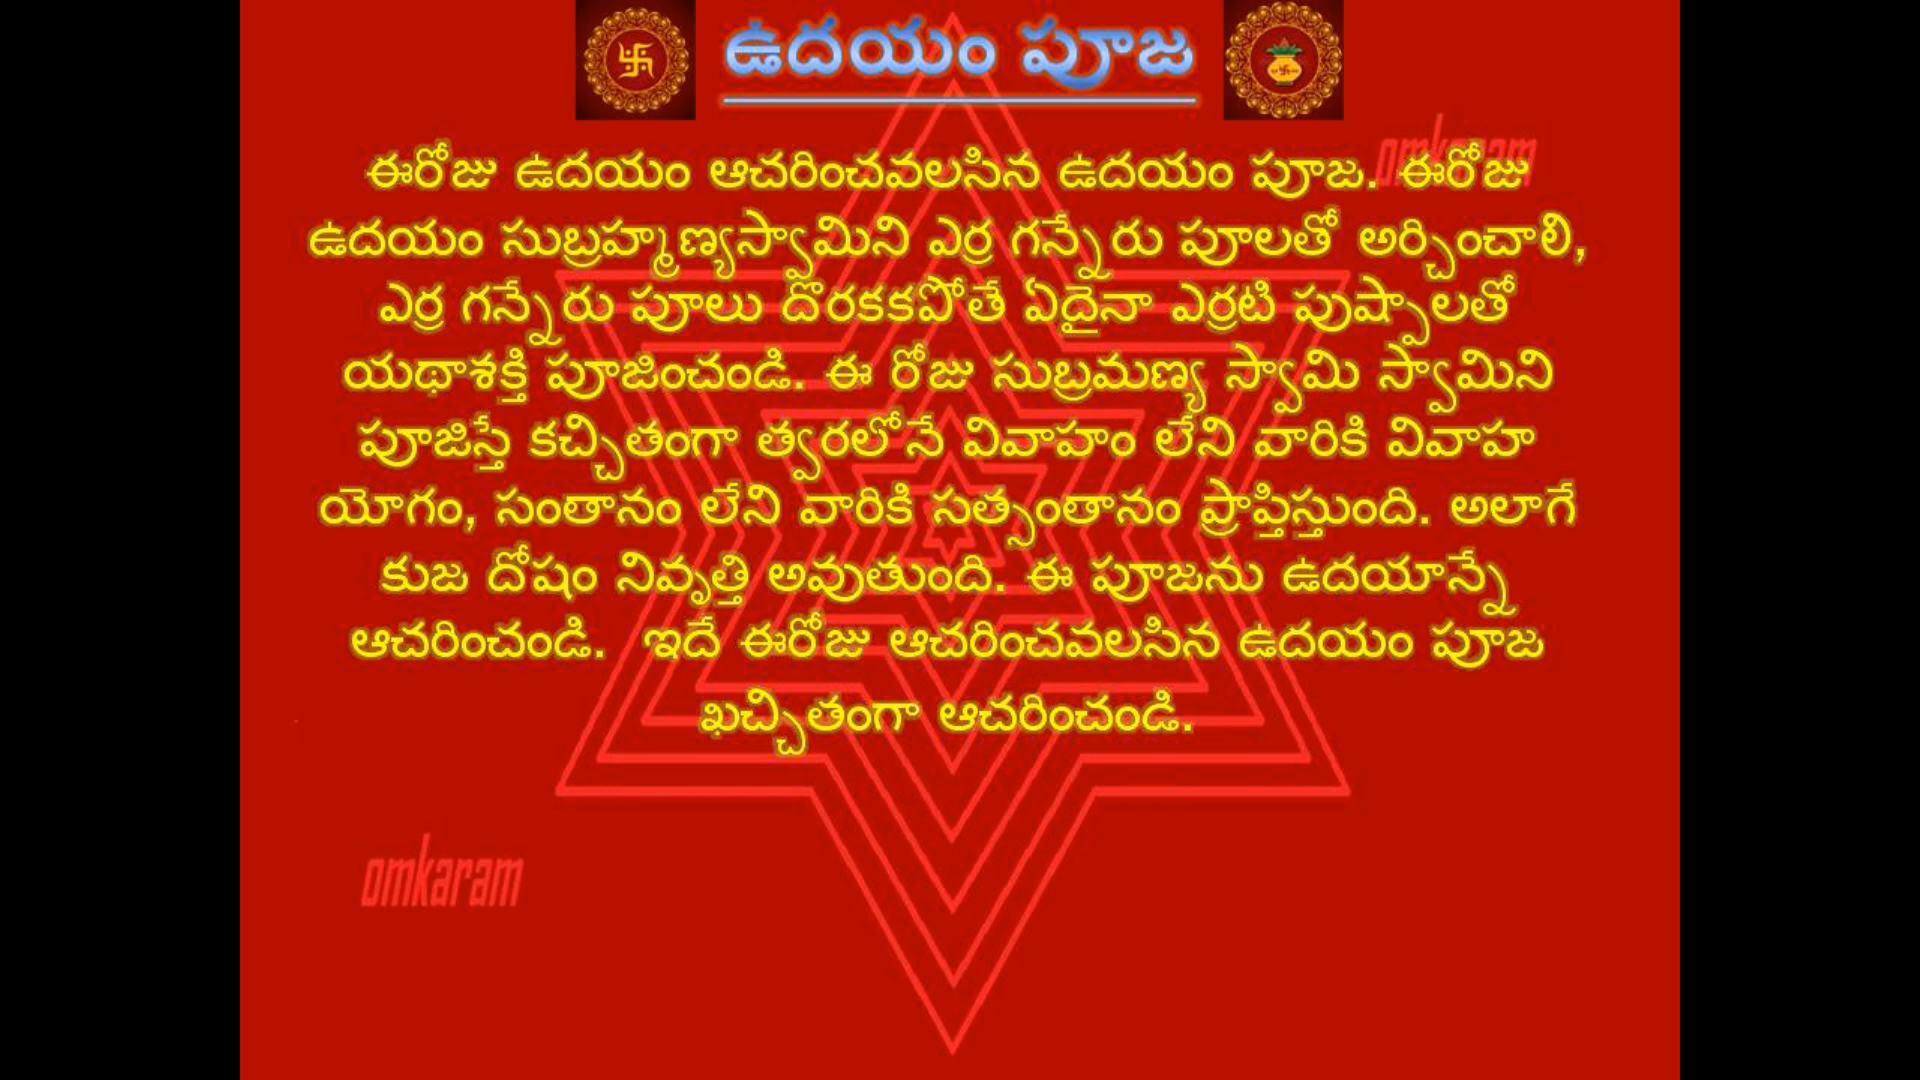 ఉదయం పూజ
omkaram
ఈరోజు ఉదయం ఆచరించవలసిన ఉదయం పూజ. ఈరోజు
ఉదయం సుబ్రహ్మణ్యస్వామిని ఎర్ర గన్నేరు పూలతో అర్చించాలి,
ఎర్ర గన్నేరు పూలు దొరకకపోతే ఏదైనా ఎర్రటి పుష్పాలతో
యథాశక్తి పూజించండి. ఈ రోజు సుబ్రమణ్య స్వామి స్వామిని
పూజిస్తే కచ్చితంగా త్వరలోనే వివాహం లేని వారికి వివాహ
యోగం, సంతానం లేని వారికి సత్సంతానం ప్రాప్తిస్తుంది. అలాగే
కుజ దోషం నివృత్తి అవుతుంది. ఈ పూజను ఉదయాన్నే
ఆచరించండి. ఇదే ఈరోజు ఆచరించవలసిన ఉదయం పూజ
ఖచ్చితంగా ఆచరించండి.
omkaram